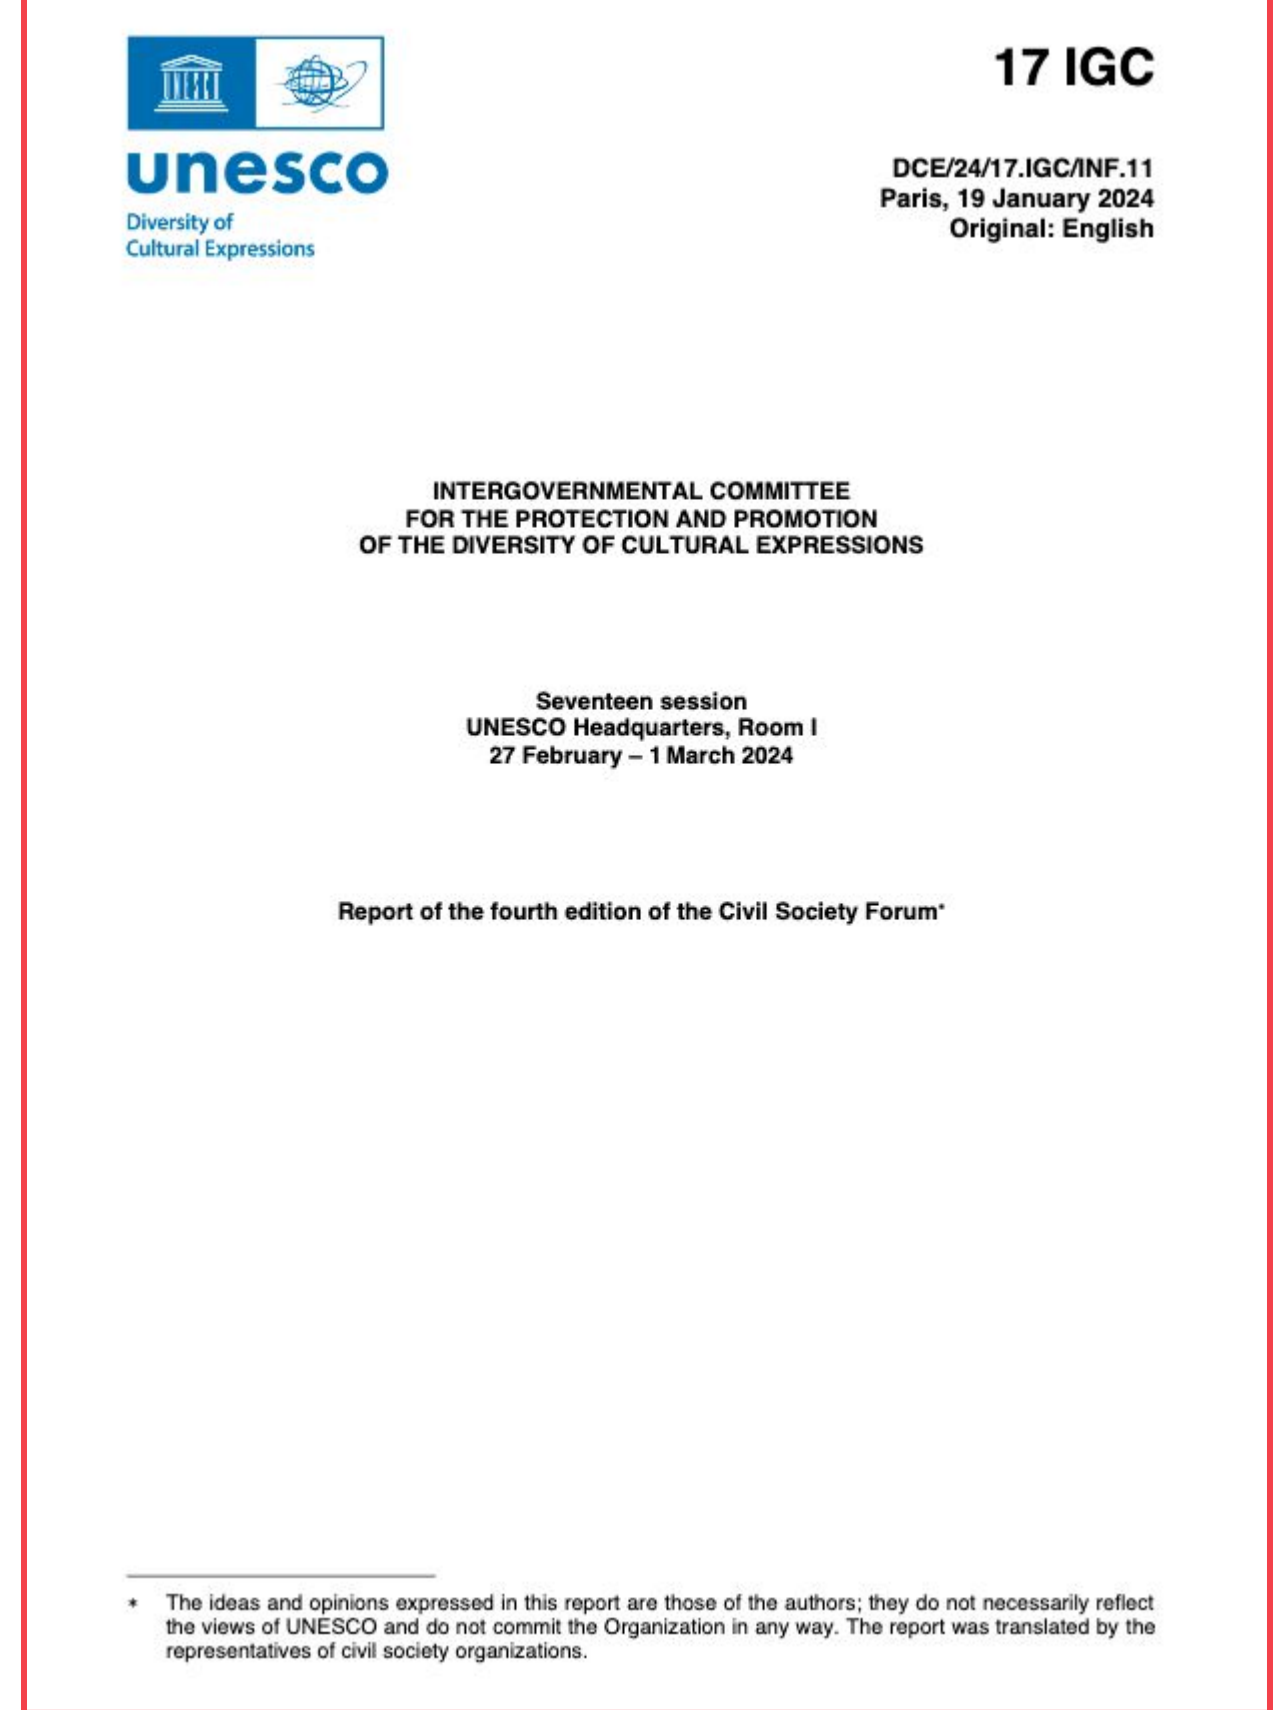 17 IGC
unesco
Diversity of
Cultural Expressions
DCE/24/17.IGC/INF.11
Paris, 19 January 2024
Original: English
INTERGOVERNMENTAL COMMITTEE
FOR THE PROTECTION AND PROMOTION
OF THE DIVERSITY OF CULTURAL EXPRESSIONS
Seventeen session
UNESCO Headquarters, Room I
27 February – 1 March 2024
Report of the fourth edition of the Civil Society Forum*
* The ideas and opinions expressed in this report are those of the authors; they do not necessarily reflect
the views of UNESCO and do not commit the Organization in any way. The report was translated by the
representatives of civil society organizations.